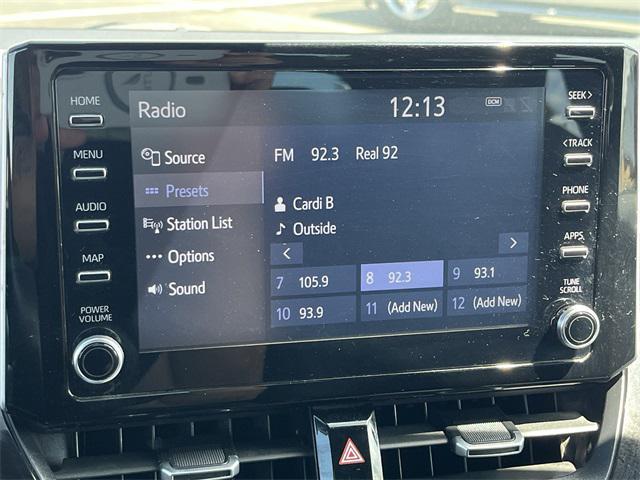 HOME
MENU
AUDIO
MAP
POWER
VOLUME
Radio
12:13
DCM
Source
Presets
Station List
Options
Sound
FM 92.3 Real 92
Cardi B
Outside
<
>
7 105.9
8 92.3
9 93.1
10 93.9
11 (Add New)
12 (Add New)
SEEK >
< TRACK
PHONE
APPS
TUNE
SCROLL